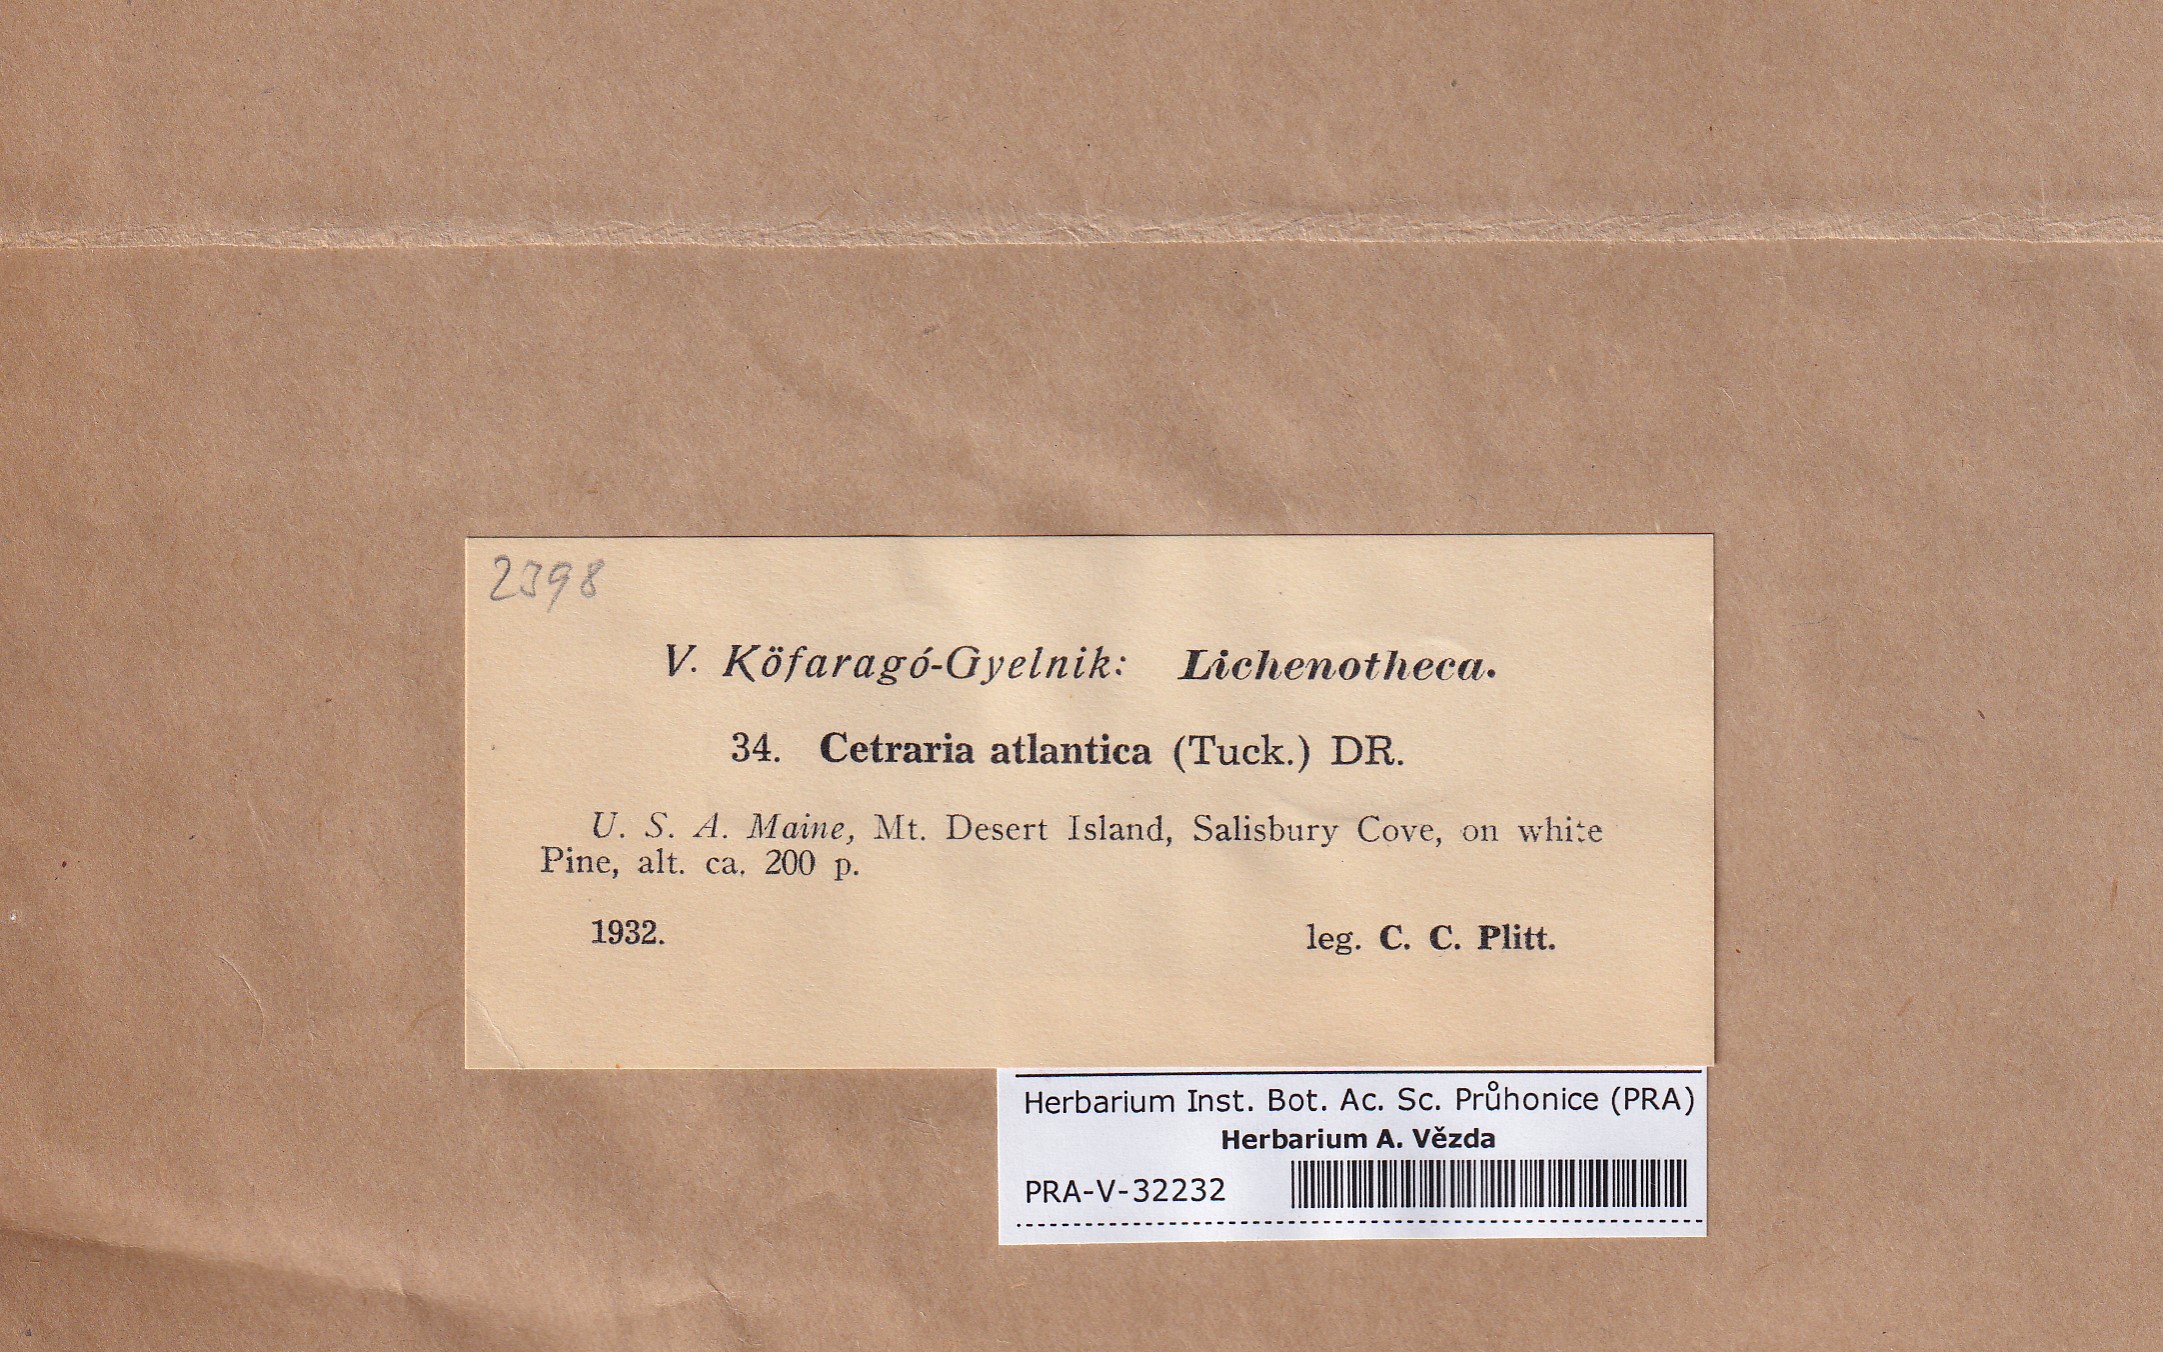 2398
V. Köfaragó-Gyelnik: Lichenotheca.
34. Cetraria atlantica (Tuck.) DR.
U. S. A. Maine, Mt. Desert Island, Salisbury Cove, on white
Pine, alt. ca. 200 p.
1932. leg. C. C. Plitt.
Herbarium Inst. Bot. Ac. Sc. Průhonice (PRA)
Herbarium A. Vězda
PRA-V-32232